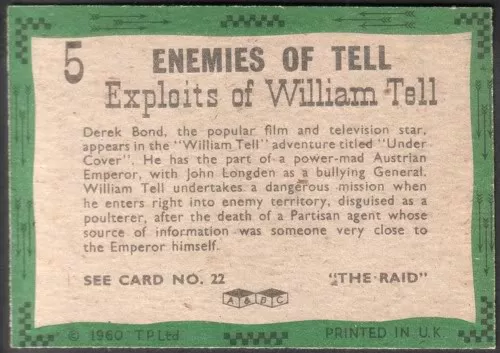 5 ENEMIES OF TELL
Exploits of William Tell
Derek Bond, the popular film and television star,
appears in the "William Tell" adventure titled "Under
Cover". He has the part of a power-mad Austrian
Emperor, with John Longden as a bullying General.
William Tell undertakes a dangerous mission when
he enters right into enemy territory, disguised as a
poulterer, after the death of a Partisan agent whose
source of information was someone very close to
the Emperor himself.
SEE CARD NO. 22 "THE RAID"
A & B C
© 1960 T.P.Ltd PRINTED IN U.K.